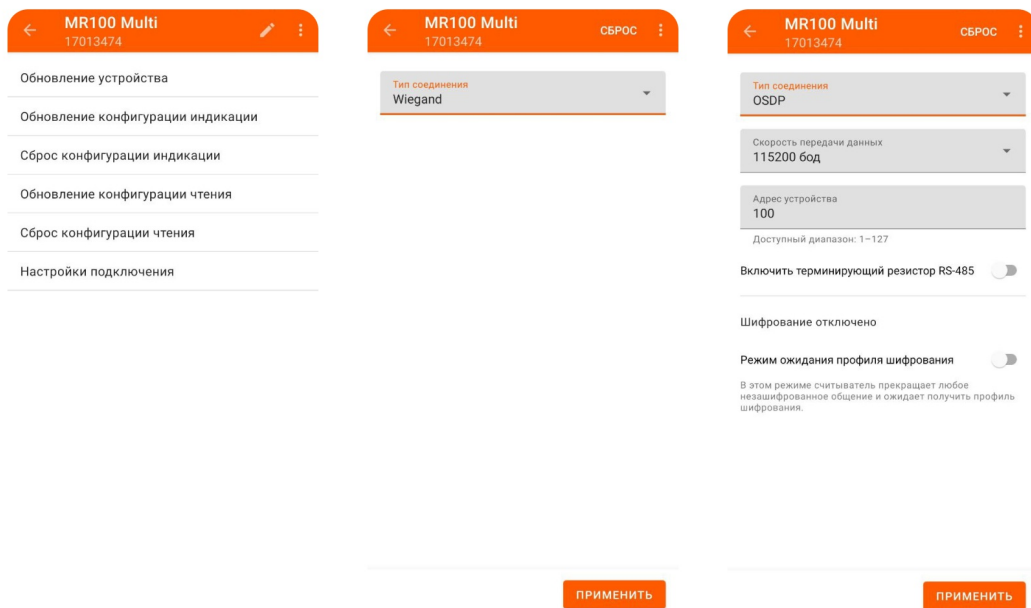 MR100 Multi
17013474
Обновление устройства
Обновление конфигурации индикации
Сброс конфигурации индикации
Обновление конфигурации чтения
Сброс конфигурации чтения
Настройки подключения
MR100 Multi
17013474
СБРОС
Тип соединения
Wiegand
ПРИМЕНИТЬ
MR100 Multi
17013474
СБРОС
Тип соединения
OSDP
Скорость передачи данных
115200 бод
Адрес устройства
100
Доступный диапазон: 1–127
Включить терминирующий резистор RS-485
Шифрование отключено
Режим ожидания профиля шифрования
В этом режиме считыватель прекращает любое
незашифрованное общение и ожидает получить профиль
шифрования.
ПРИМЕНИТЬ